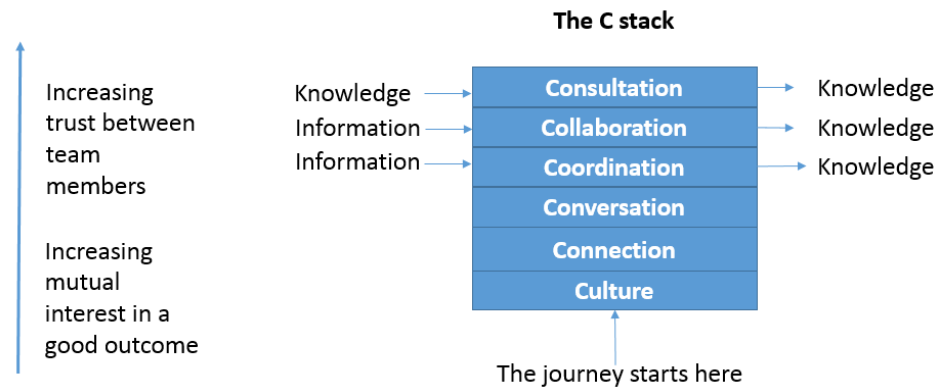 The C stack
Increasing
trust between
team
members
Increasing
mutual
interest in a
good outcome
Knowledge
Information
Information
Consultation
Collaboration
Coordination
Conversation
Connection
Culture
Knowledge
Knowledge
Knowledge
The journey starts here